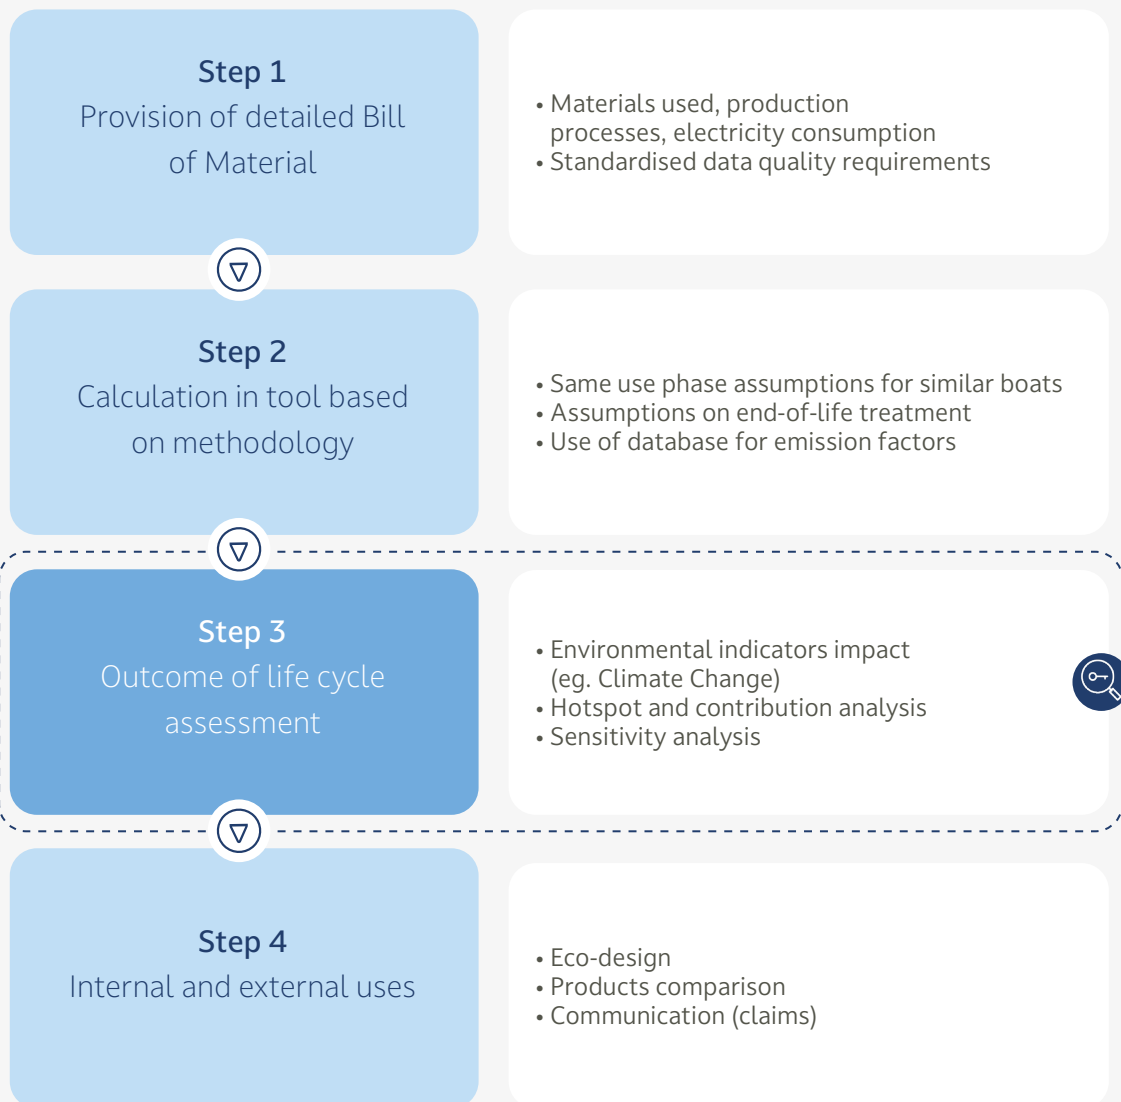 Step 1
Provision of detailed Bill
of Material
• Materials used, production
processes, electricity consumption
• Standardised data quality requirements
Step 2
Calculation in tool based
on methodology
• Same use phase assumptions for similar boats
• Assumptions on end-of-life treatment
• Use of database for emission factors
Step 3
Outcome of life cycle
assessment
• Environmental indicators impact
(eg. Climate Change)
• Hotspot and contribution analysis
• Sensitivity analysis
Step 4
Internal and external uses
• Eco-design
• Products comparison
• Communication (claims)